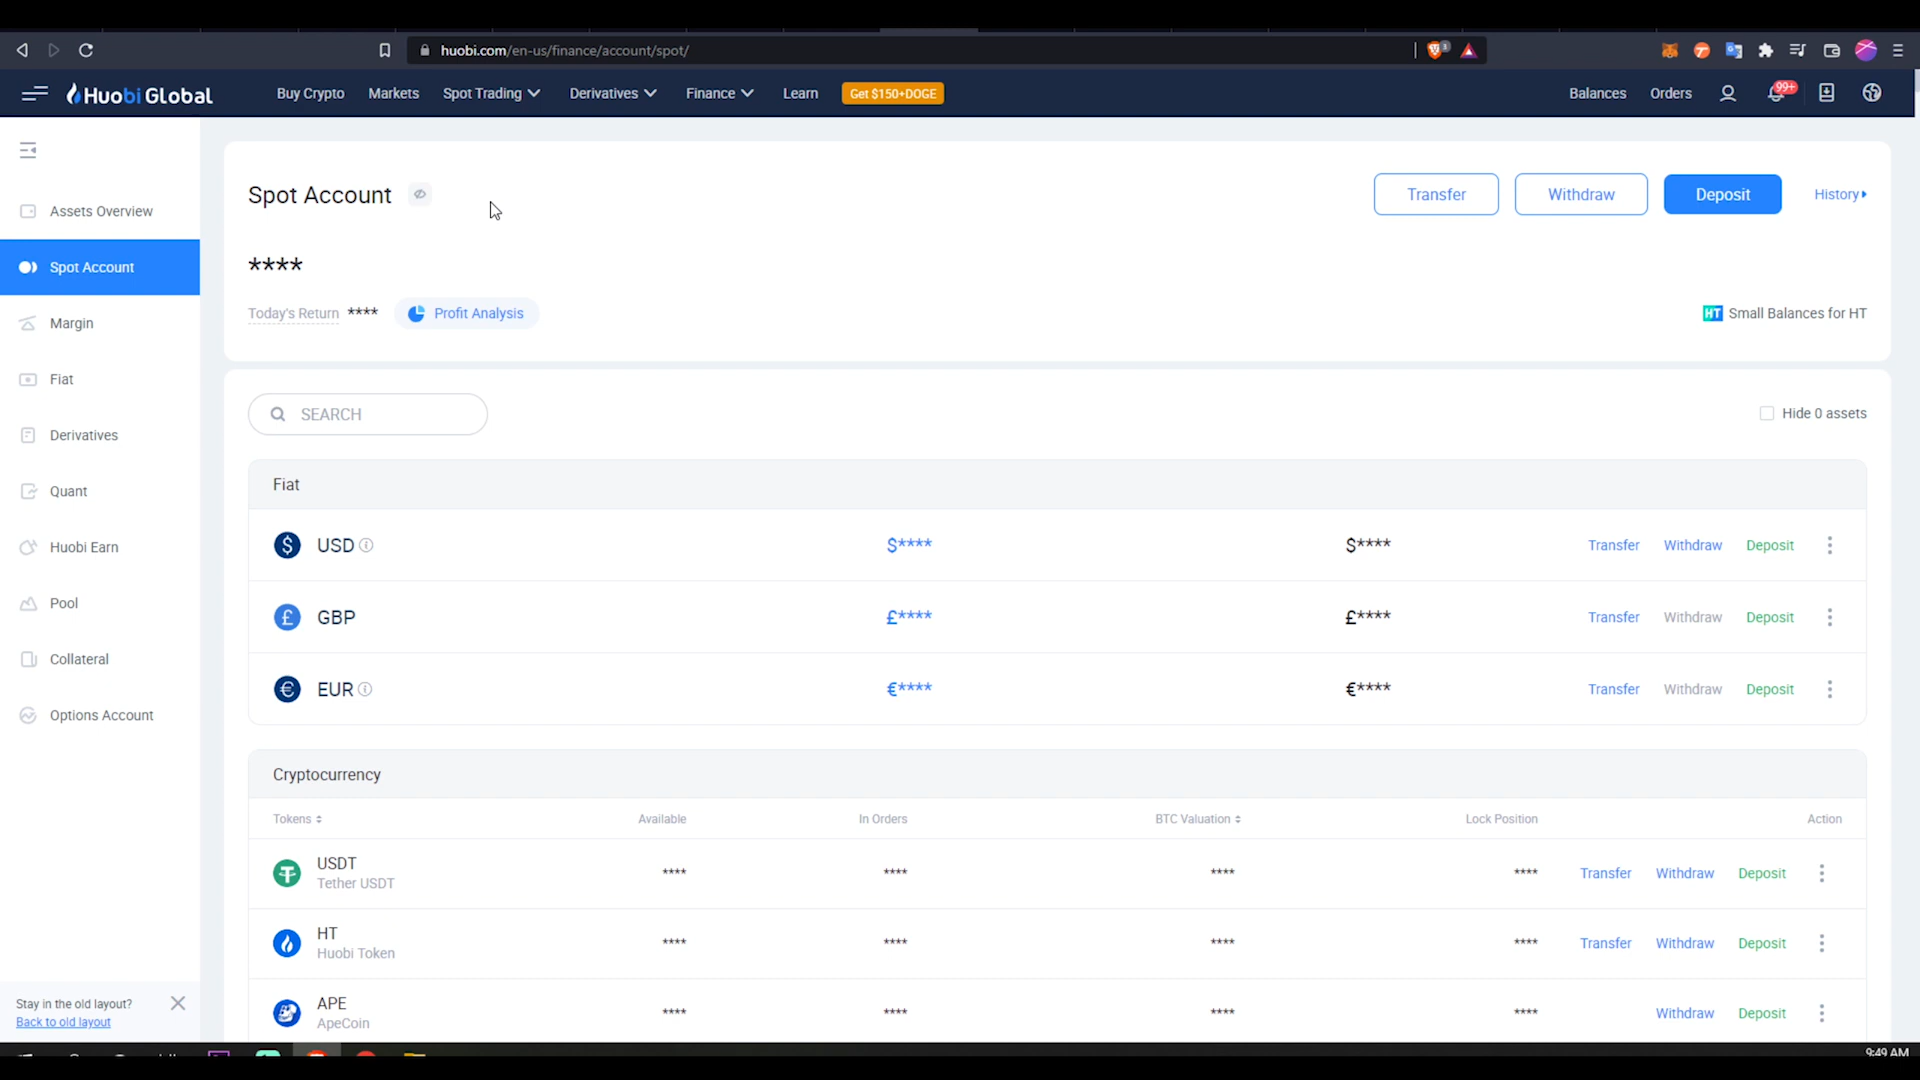 huobi.com/en-us/finance/account/spot/
3
Huobi Global
Buy Crypto
Markets
Spot Trading
Derivatives
Finance
Learn
Get $150+DOGE
Balances
Orders
99+
Assets Overview
Spot Account
Margin
Fiat
Derivatives
Quant
Huobi Earn
Pool
Collateral
Options Account
Stay in the old layout?
Back to old layout
Spot Account
Transfer
Withdraw
Deposit
History
****
Today's Return ****
Profit Analysis
HT Small Balances for HT
SEARCH
Hide 0 assets
Fiat
USD $**** $**** Transfer Withdraw Deposit
GBP £**** £**** Transfer Withdraw Deposit
EUR €**** €**** Transfer Withdraw Deposit
Cryptocurrency
Tokens Available In Orders BTC Valuation Lock Position Action
USDT
Tether USDT
**** **** **** **** Transfer Withdraw Deposit
HT
Huobi Token
**** **** **** **** Transfer Withdraw Deposit
APE
ApeCoin
**** **** **** **** Withdraw Deposit
9:49 AM